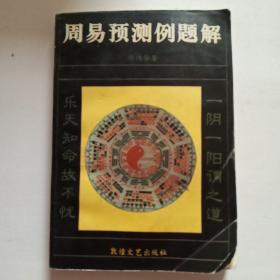 周易预测例题解
一阴一阳谓之道
乐天知命故不忧
敦煌文艺出版社